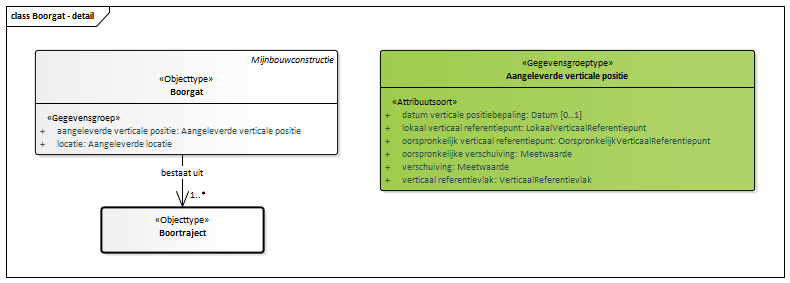 class Boorgat - detail
Mijnbouwconstructie
«Objecttype»
Boorgat
«Gegevensgroep»
+ aangeleverde verticale positie: Aangeleverde verticale positie
+ locatie: Aangeleverde locatie
bestaat uit
1..*
«Objecttype»
Boortraject
«Gegevensgroeptype»
Aangeleverde verticale positie
«Attribuutsoort»
+ datum verticale positiebepaling: Datum [0..1]
+ lokaal verticaal referentiepunt: LokaalVerticaalReferentiepunt
+ oorspronkelijk verticaal referentiepunt: OorspronkelijkVerticaalReferentiepunt
+ oorspronkelijke verschuiving: Meetwaarde
+ verschuiving: Meetwaarde
+ verticaal referentievlak: VerticaalReferentievlak